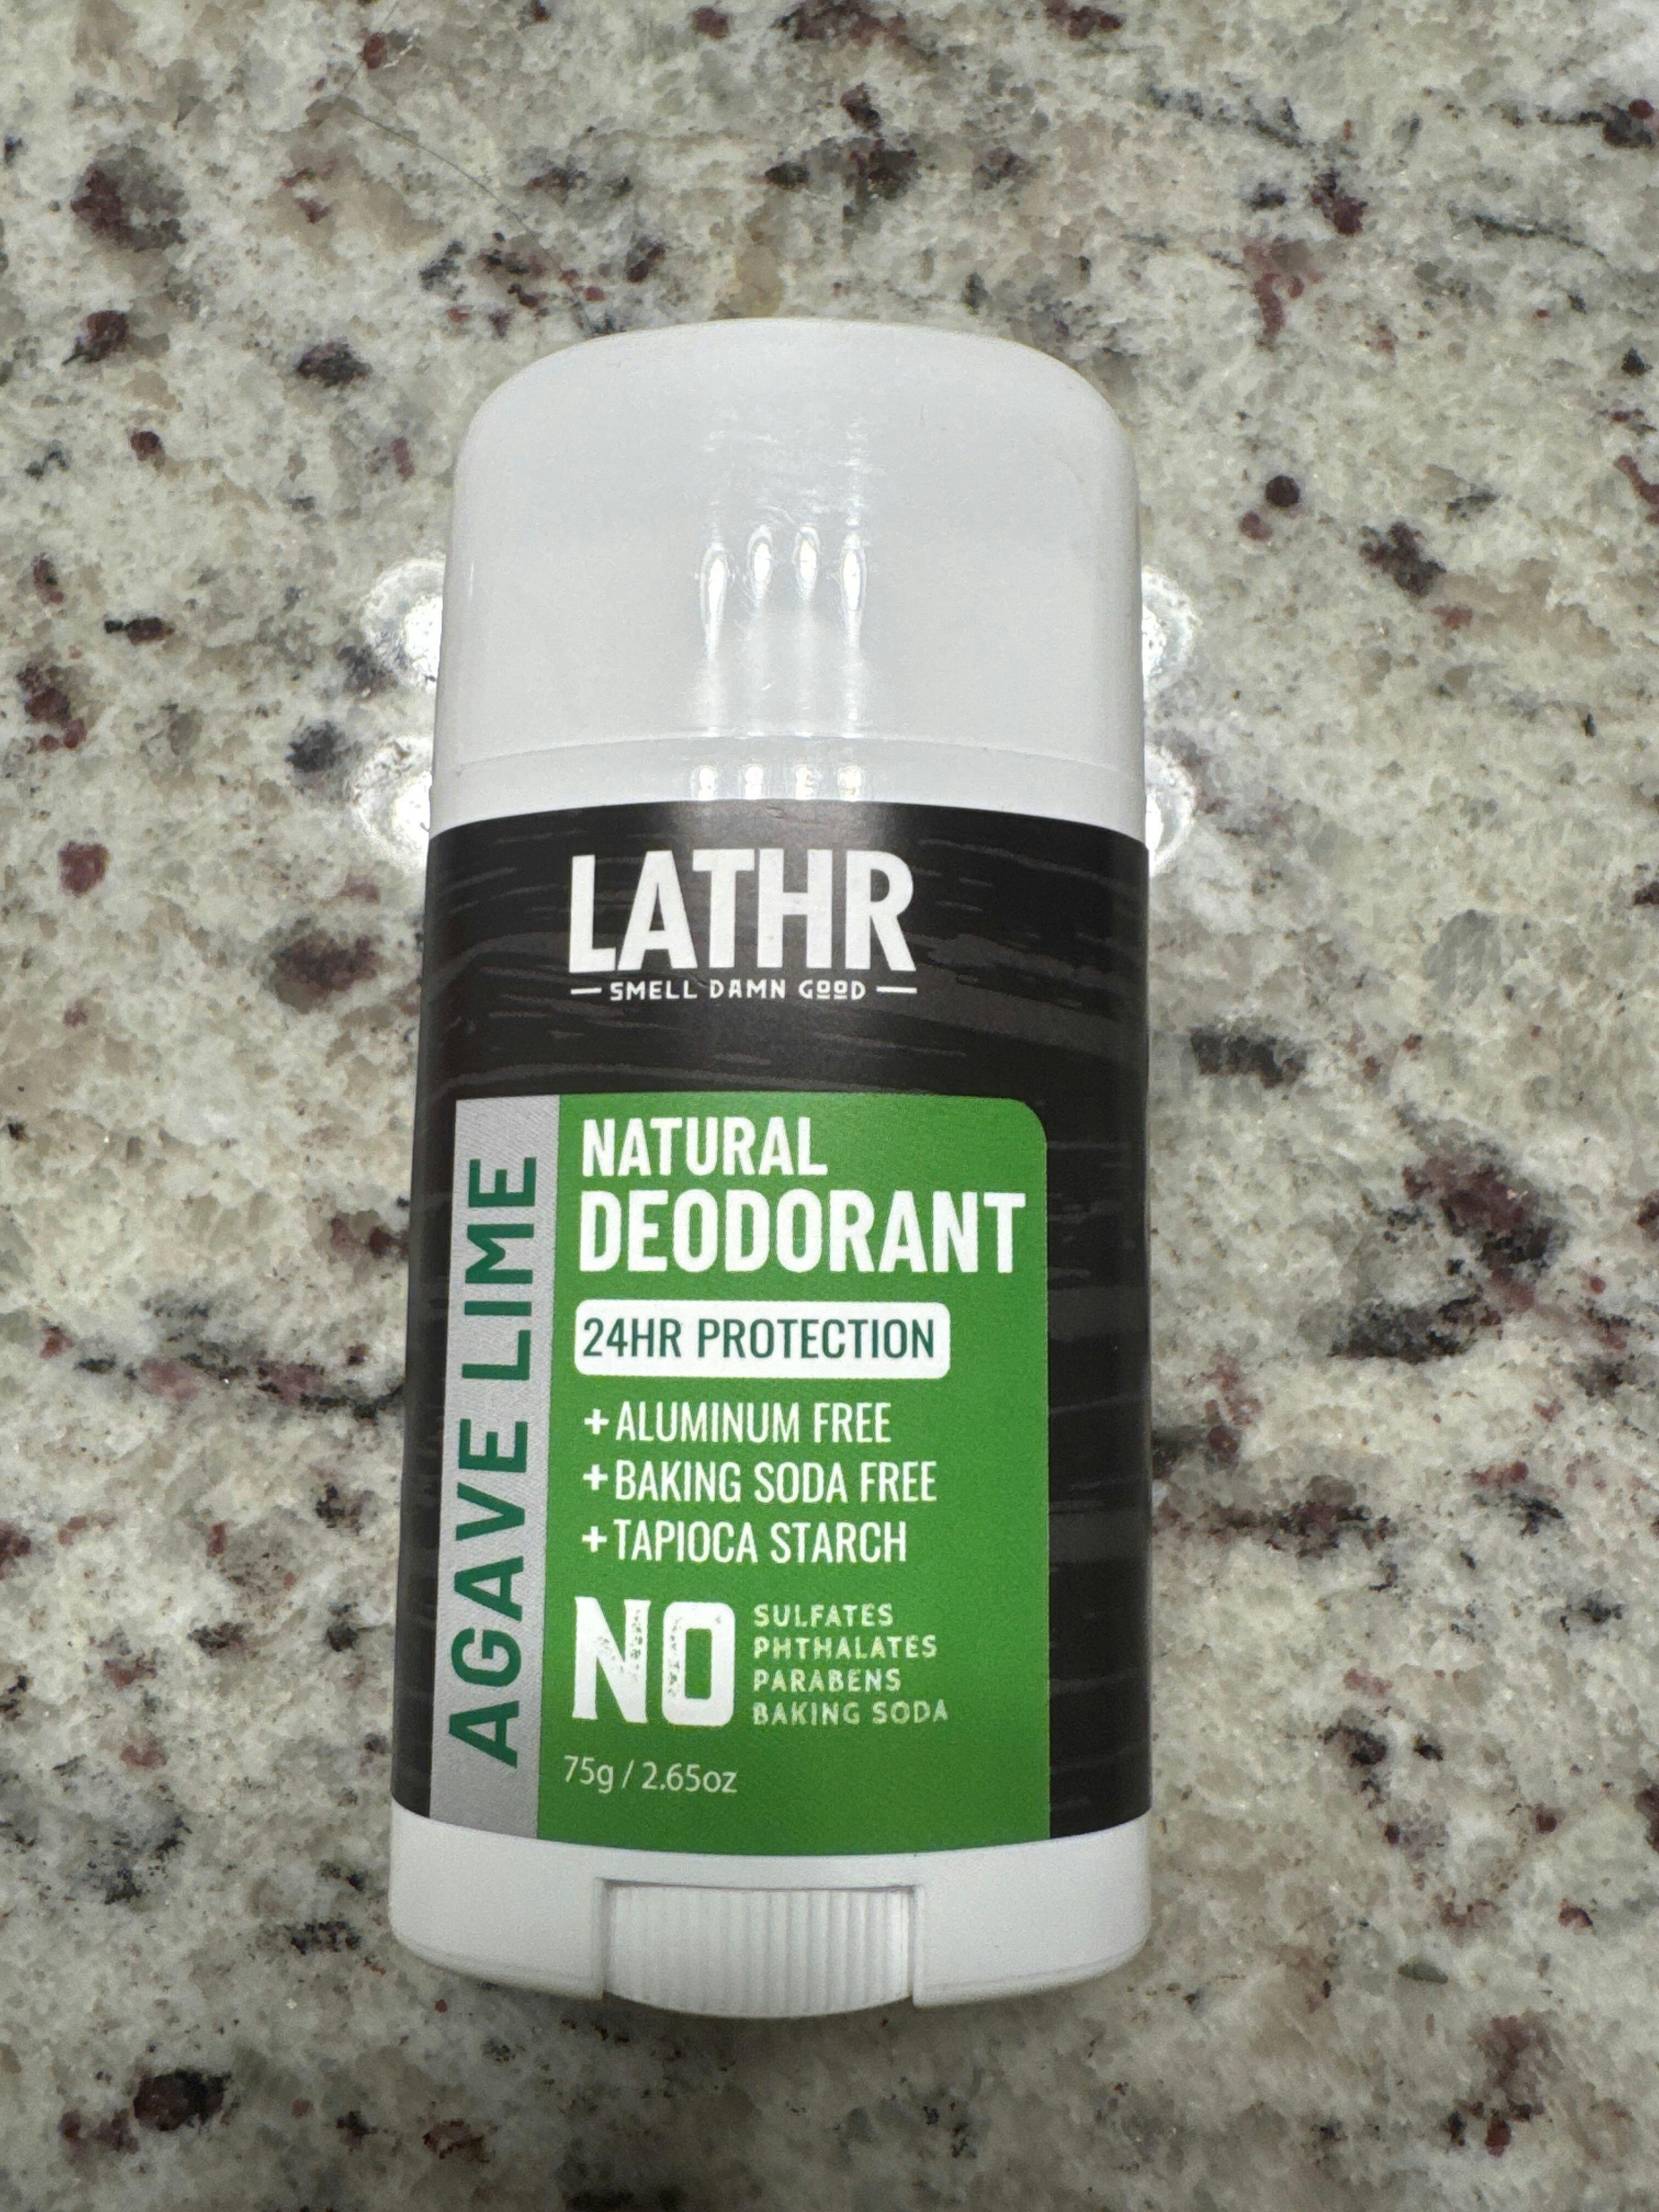 LATHR
SMELL DAMN GOOD
AGAVE LIME
NATURAL
DEODORANT
24HR PROTECTION
+ALUMINUM FREE
+BAKING SODA FREE
+TAPIOCA STARCH
NO
SULFATES
PHTHALATES
PARABENS
BAKING SODA
75g / 2.65oz